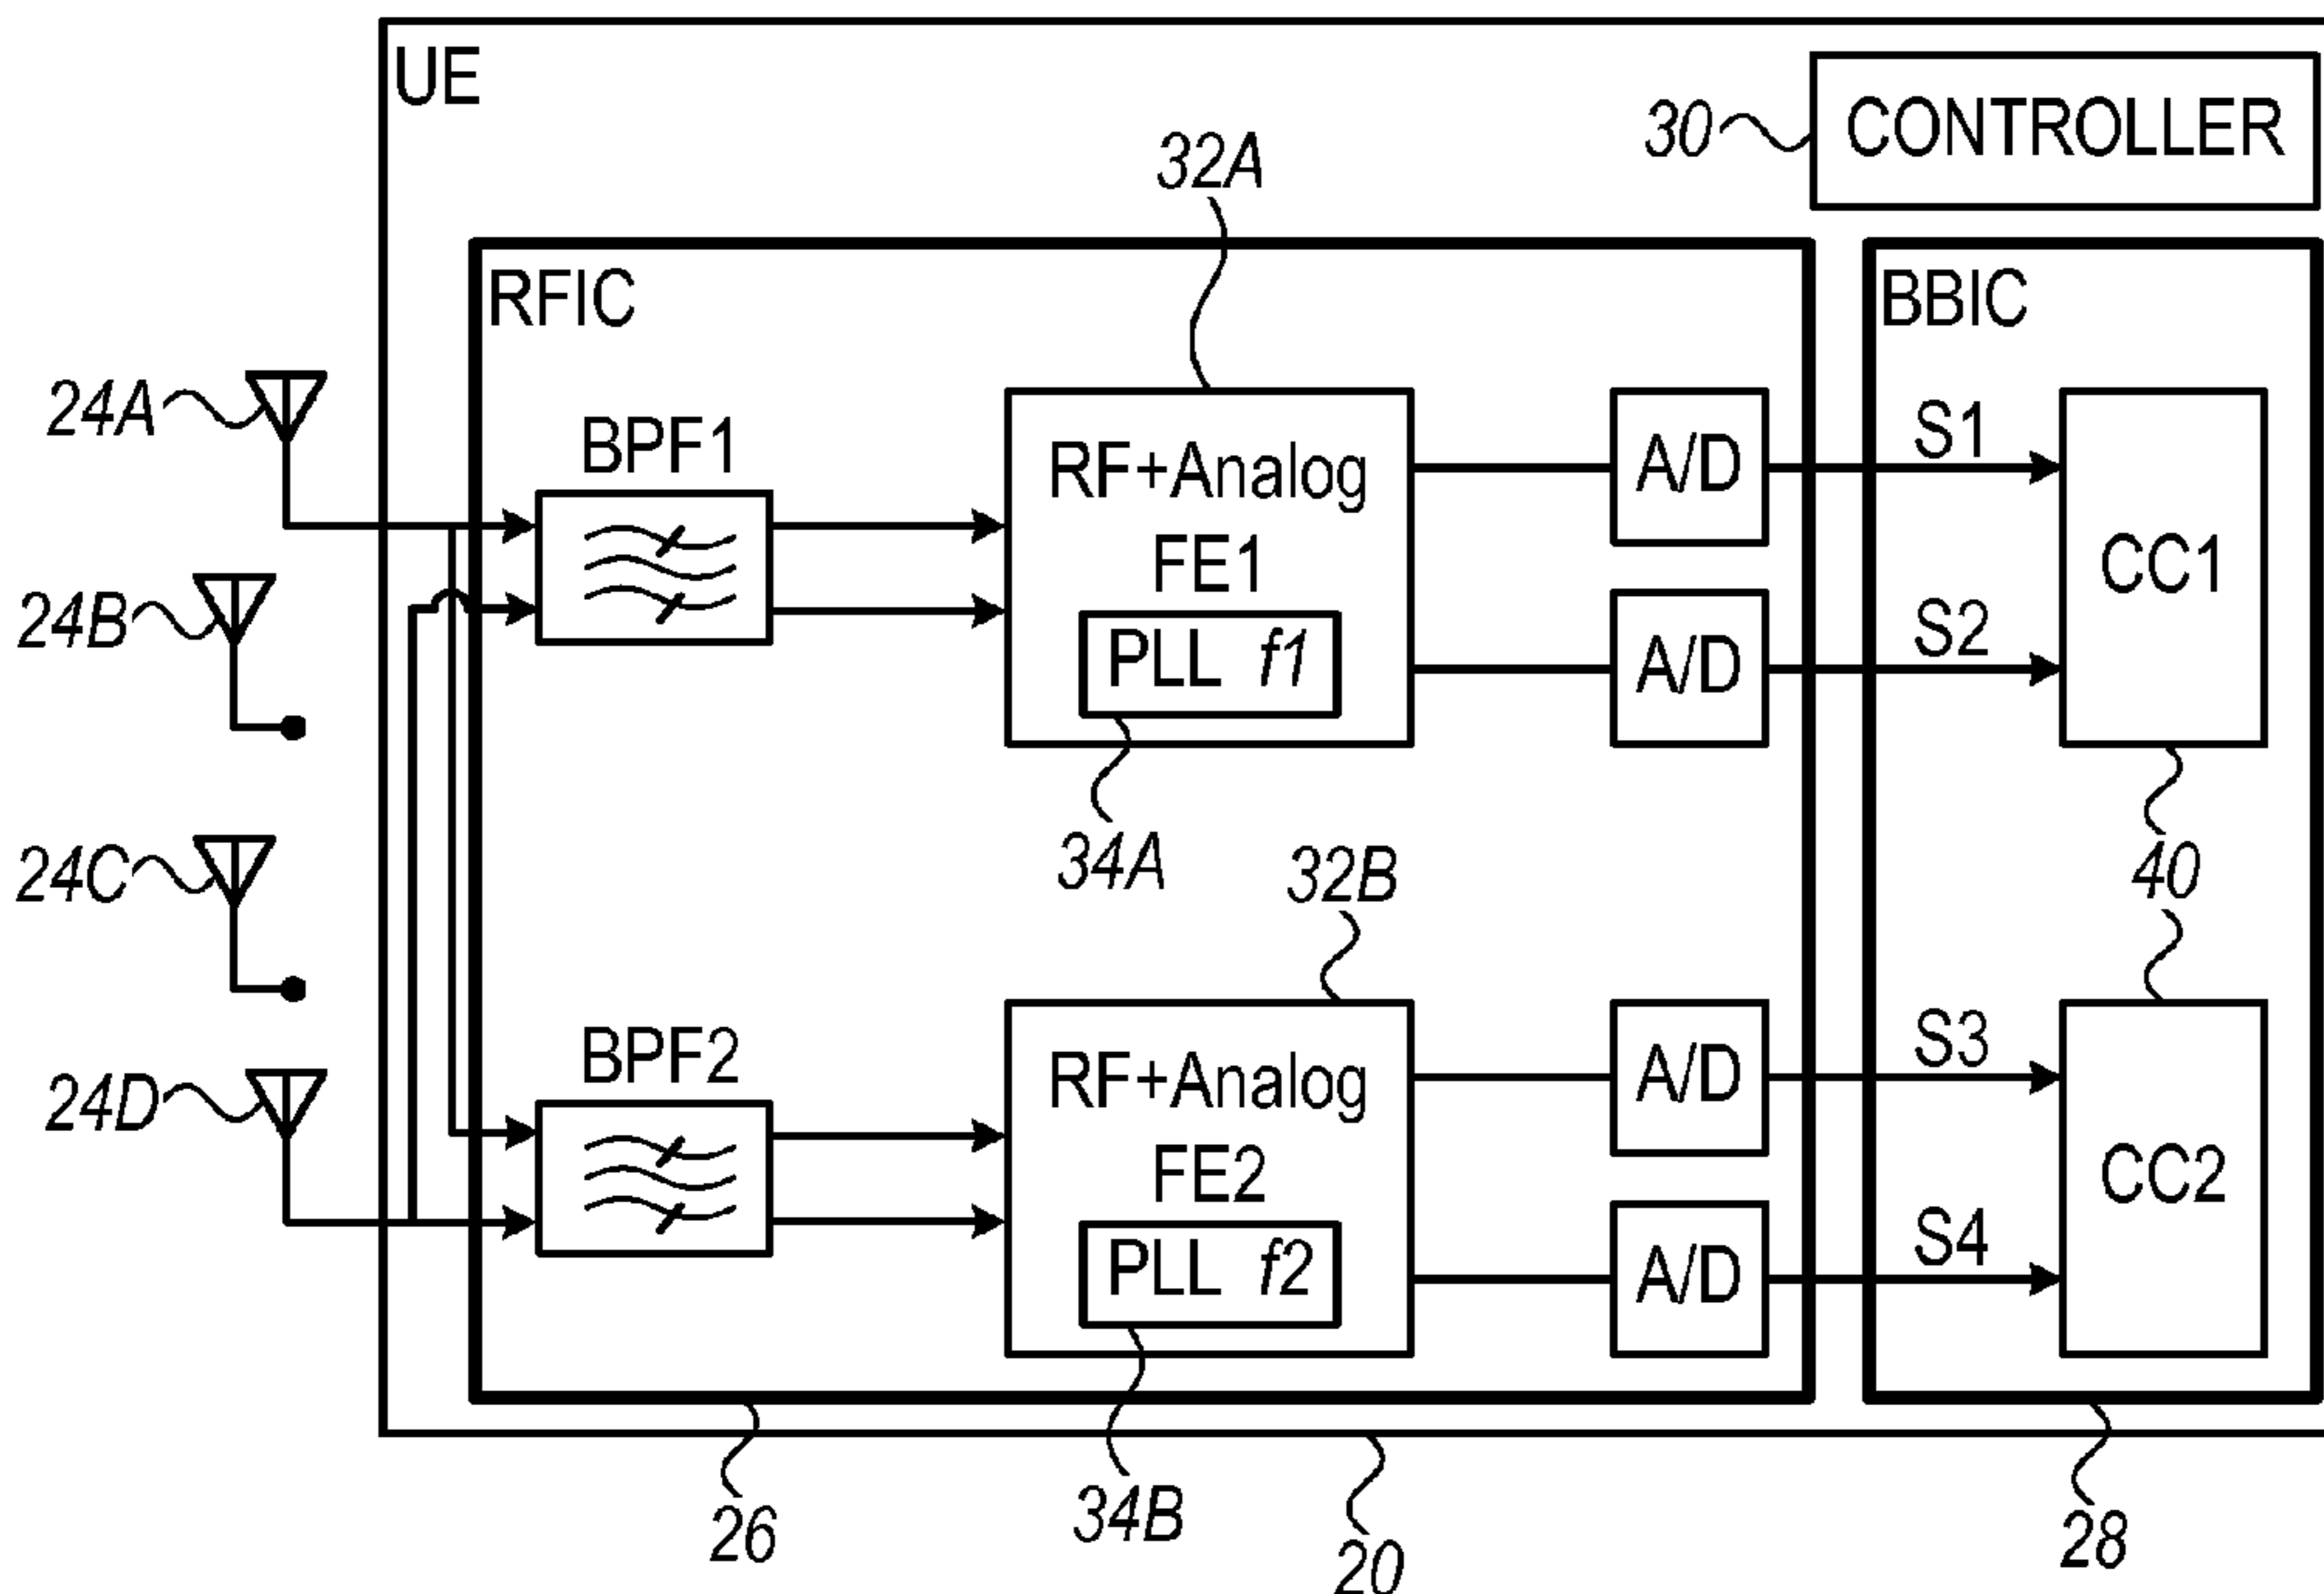 UE
30
CONTROLLER
32A
RFIC
BBIC
24A
BPF1
RF+Analog
FE1
PLL f1
A/D
S1
A/D
S2
CC1
24B
34A
24C
32B
40
24D
BPF2
RF+Analog
FE2
PLL f2
A/D
S3
A/D
S4
CC2
26
34B
20
28